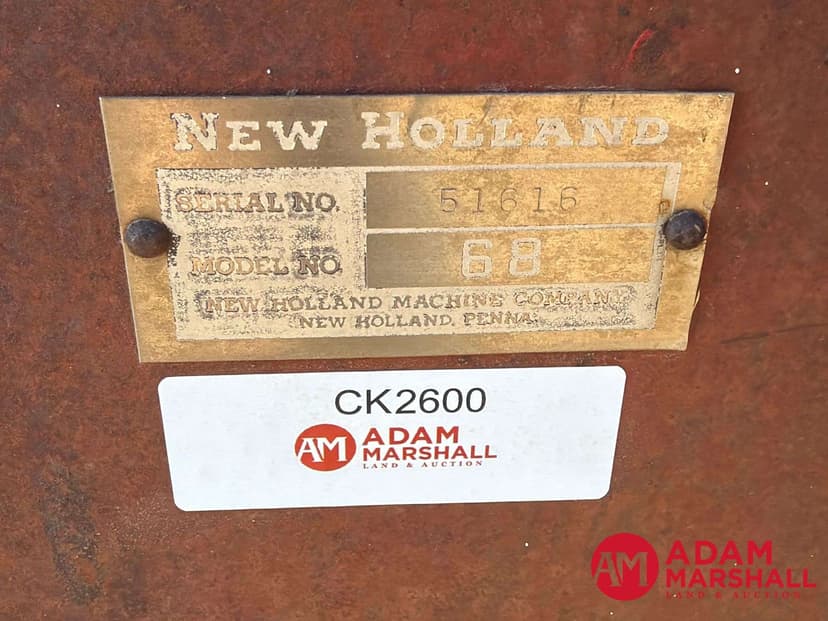 NEW HOLLAND
SERIAL NO. 51616
MODEL NO. 68
NEW HOLLAND MACHINE COMPANY
NEW HOLLAND, PENNA.
CK2600
AM ADAM
MARSHALL
LAND & AUCTION
AM ADAM
MARSHALL
LAND & AUCTION